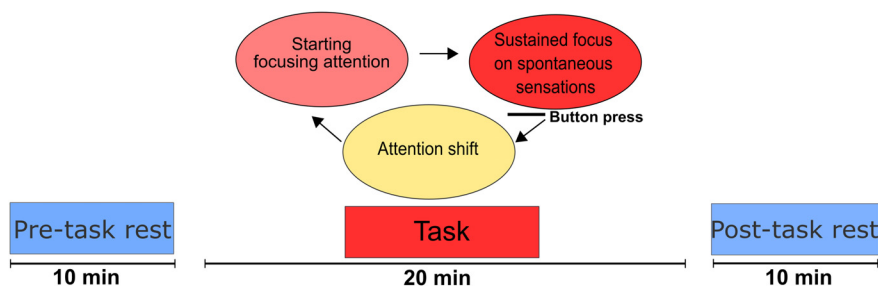 Starting
focusing attention
Sustained focus
on spontaneous
sensations
Button press
Attention shift
Pre-task rest
Task
Post-task rest
10 min
20 min
10 min